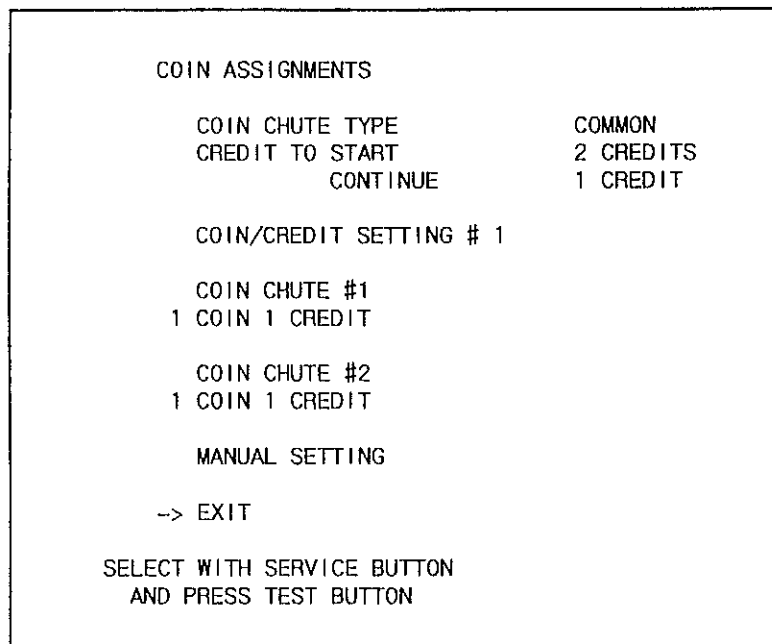 COIN ASSIGNMENTS
COIN CHUTE TYPE COMMON
CREDIT TO START 2 CREDITS
CONTINUE 1 CREDIT
COIN/CREDIT SETTING # 1
COIN CHUTE #1
1 COIN 1 CREDIT
COIN CHUTE #2
1 COIN 1 CREDIT
MANUAL SETTING
--> EXIT
SELECT WITH SERVICE BUTTON
AND PRESS TEST BUTTON